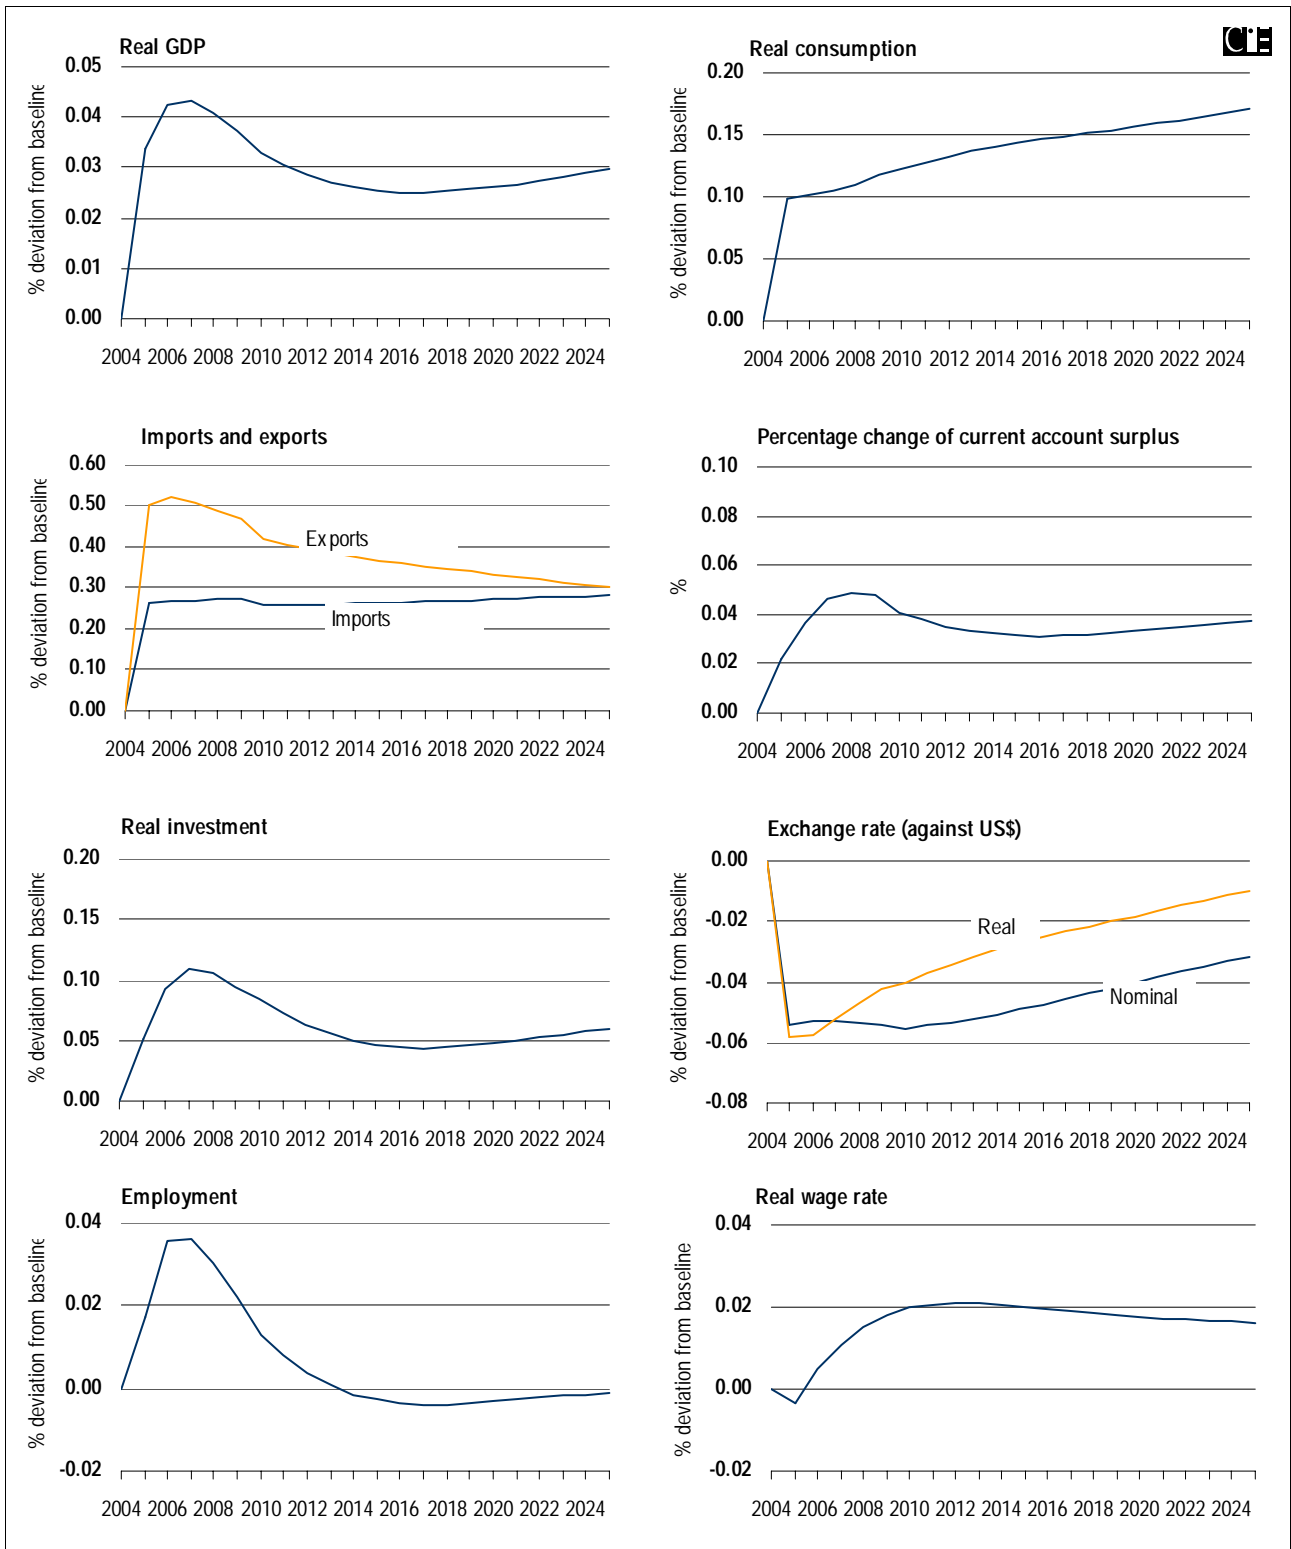 Real GDP
% deviation from baseline
0.05
0.04
0.03
0.02
0.01
0.00
2004 2006 2008 2010 2012 2014 2016 2018 2020 2022 2024
Real consumption
CIE
% deviation from baseline
0.20
0.15
0.10
0.05
0.00
2004 2006 2008 2010 2012 2014 2016 2018 2020 2022 2024
Imports and exports
% deviation from baseline
0.60
0.50
0.40
0.30
0.20
0.10
0.00
Exports
Imports
2004 2006 2008 2010 2012 2014 2016 2018 2020 2022 2024
Percentage change of current account surplus
%
0.10
0.08
0.06
0.04
0.02
0.00
2004 2006 2008 2010 2012 2014 2016 2018 2020 2022 2024
Real investment
% deviation from baseline
0.20
0.15
0.10
0.05
0.00
2004 2006 2008 2010 2012 2014 2016 2018 2020 2022 2024
Exchange rate (against US$)
% deviation from baseline
0.00
-0.02
-0.04
-0.06
-0.08
Real
Nominal
2004 2006 2008 2010 2012 2014 2016 2018 2020 2022 2024
Employment
% deviation from baseline
0.04
0.02
0.00
-0.02
2004 2006 2008 2010 2012 2014 2016 2018 2020 2022 2024
Real wage rate
% deviation from baseline
0.04
0.02
0.00
-0.02
2004 2006 2008 2010 2012 2014 2016 2018 2020 2022 2024